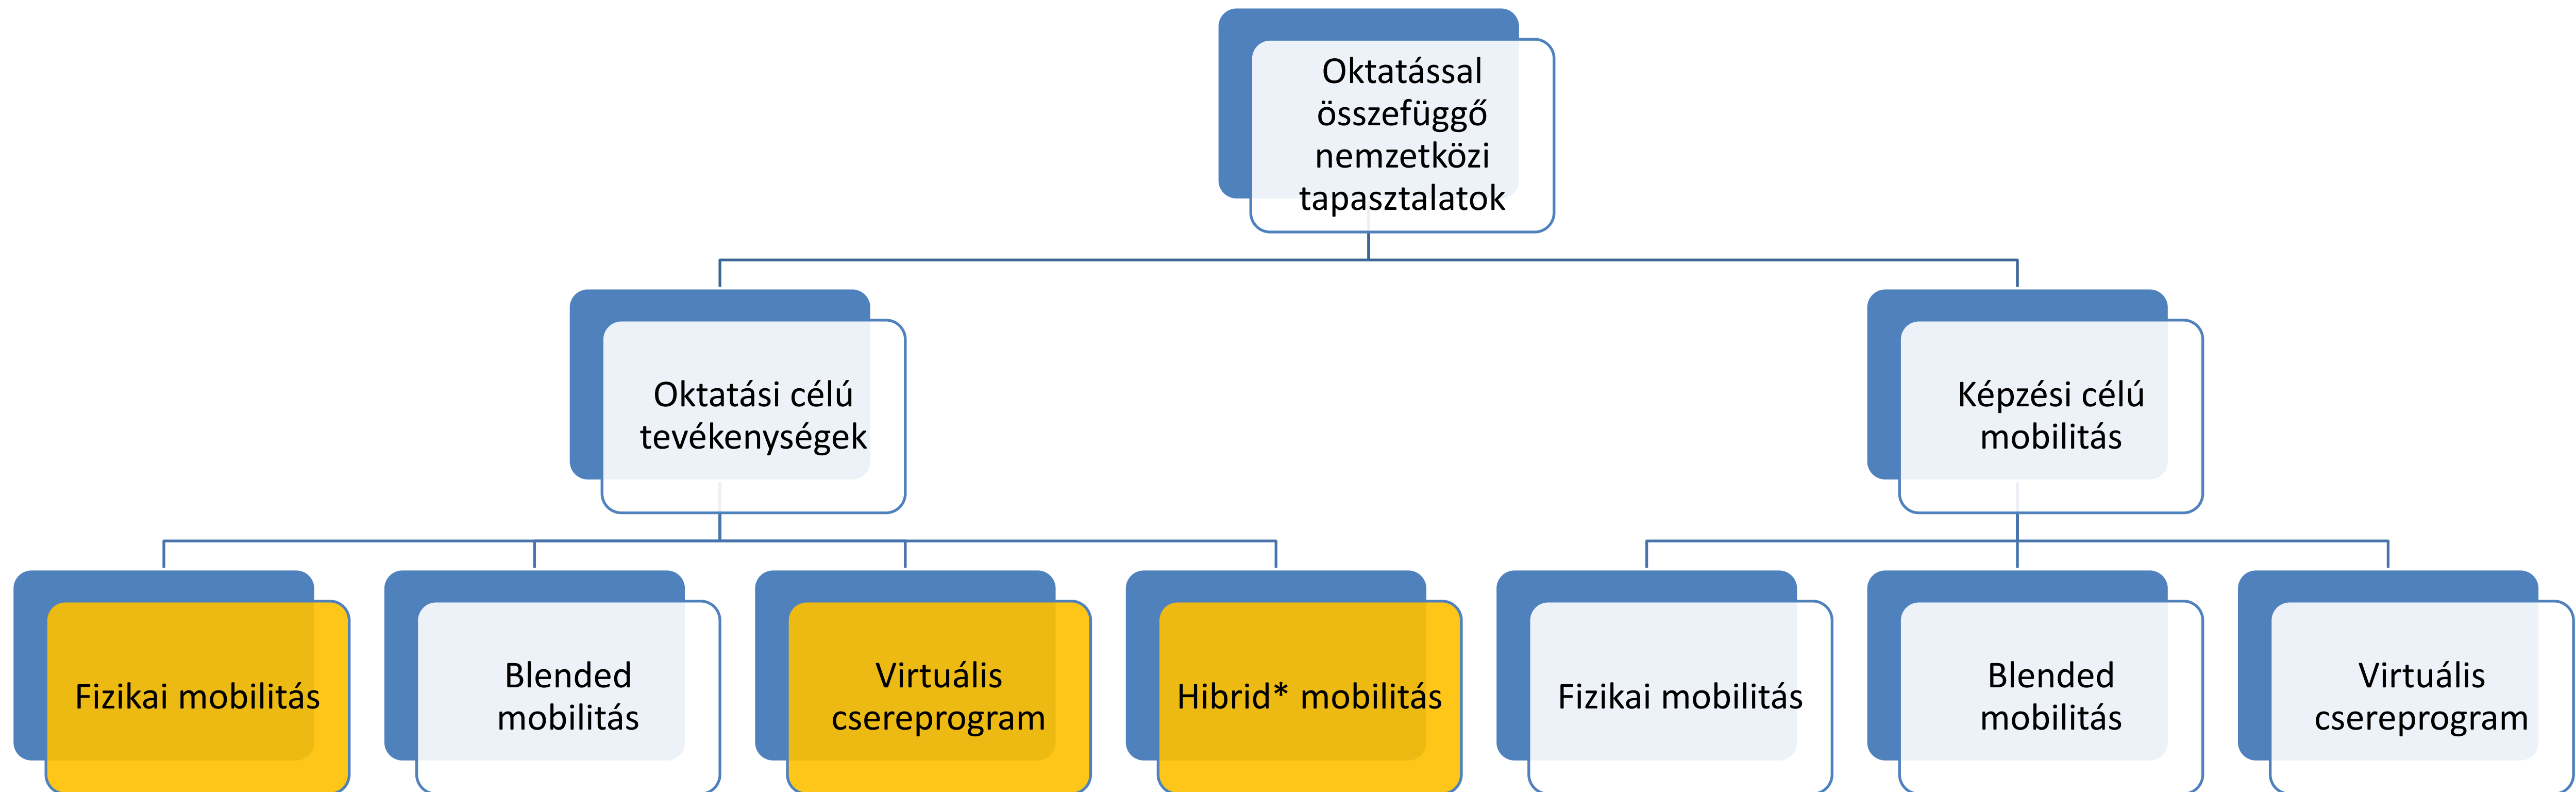 Oktatással
összefüggő
nemzetközi
tapasztalatok
Oktatási célú
tevékenységek
Képzési célú
mobilitás
Fizikai mobilitás
Blended
mobilitás
Virtuális
csereprogram
Hibrid* mobilitás
Fizikai mobilitás
Blended
mobilitás
Virtuális
csereprogram